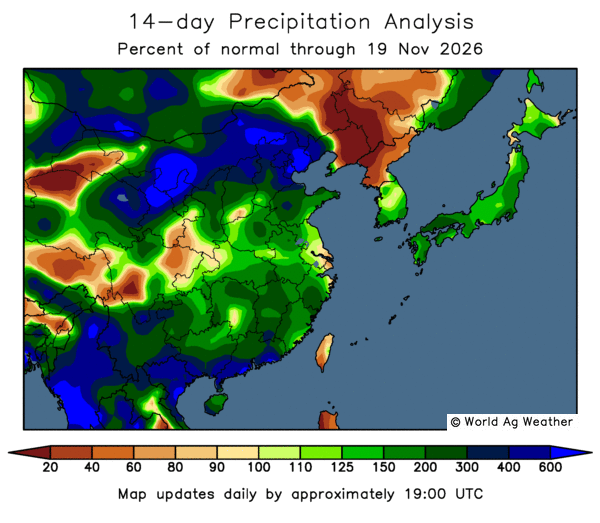 14-day Precipitation Analysis
Percent of normal through 19 Nov 2026
© World Ag Weather
20 40 60 80 90 100 110 125 150 200 300 400 600
Map updates daily by approximately 19:00 UTC